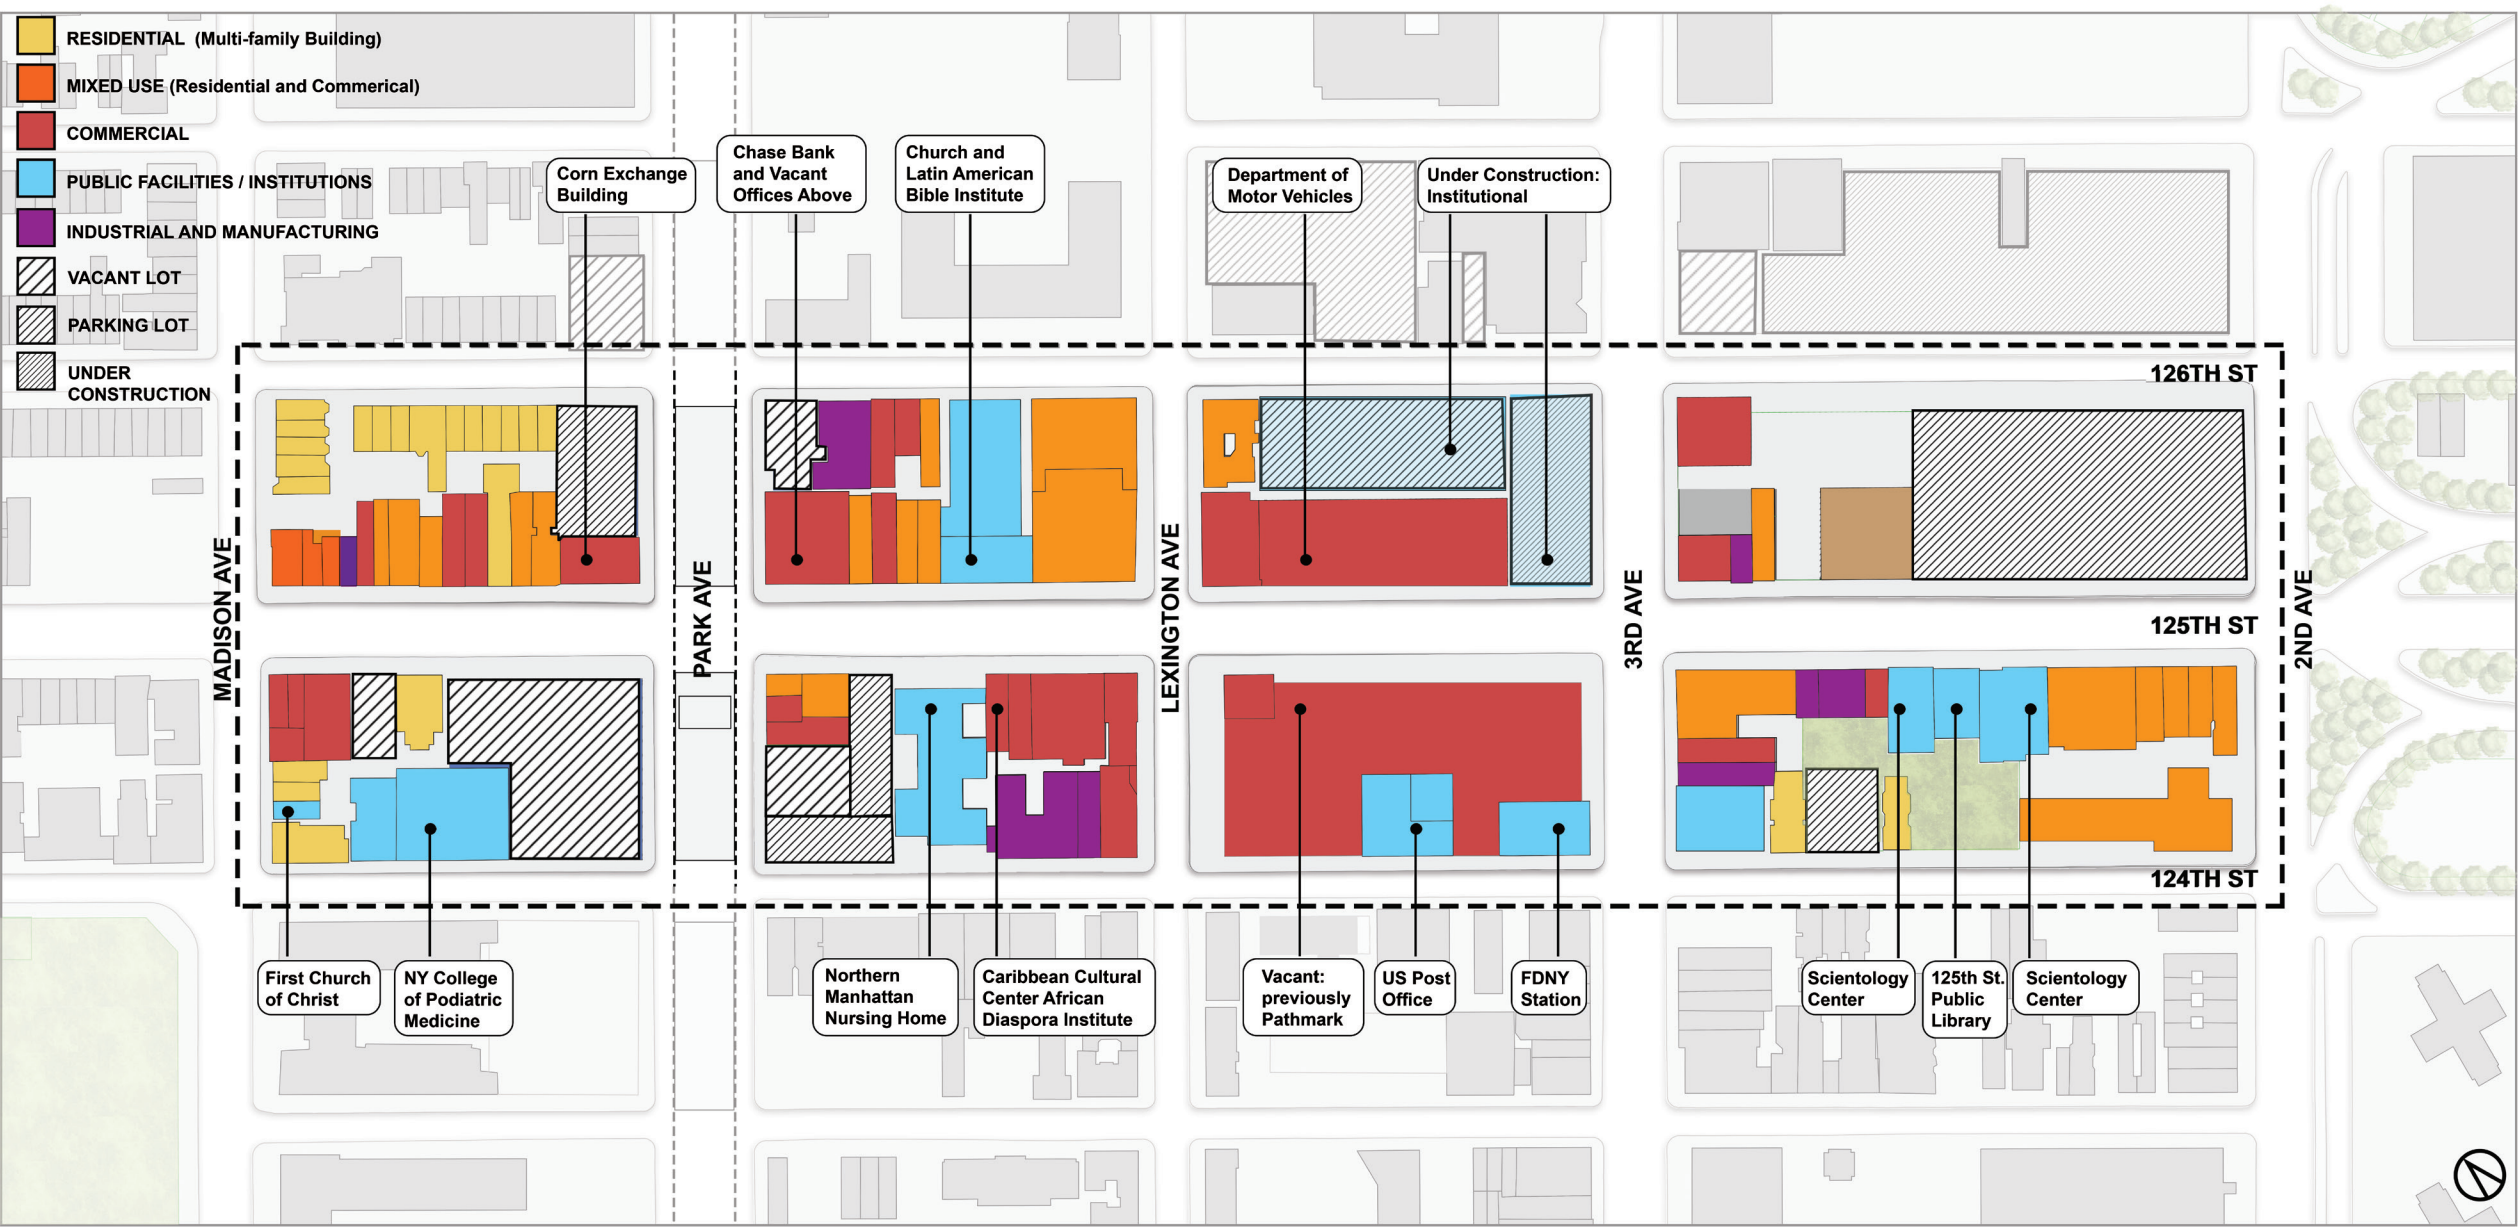 RESIDENTIAL (Multi-family Building)
MIXED USE (Residential and Commerical)
COMMERCIAL
PUBLIC FACILITIES / INSTITUTIONS
INDUSTRIAL AND MANUFACTURING
VACANT LOT
PARKING LOT
UNDER
CONSTRUCTION
Corn Exchange
Building
Chase Bank
and Vacant
Offices Above
Church and
Latin American
Bible Institute
Department of
Motor Vehicles
Under Construction:
Institutional
126TH ST
MADISON AVE
PARK AVE
LEXINGTON AVE
3RD AVE
2ND AVE
125TH ST
124TH ST
First Church
of Christ
NY College
of Podiatric
Medicine
Northern
Manhattan
Nursing Home
Caribbean Cultural
Center African
Diaspora Institute
Vacant:
previously
Pathmark
US Post
Office
FDNY
Station
Scientology
Center
125th St.
Public
Library
Scientology
Center